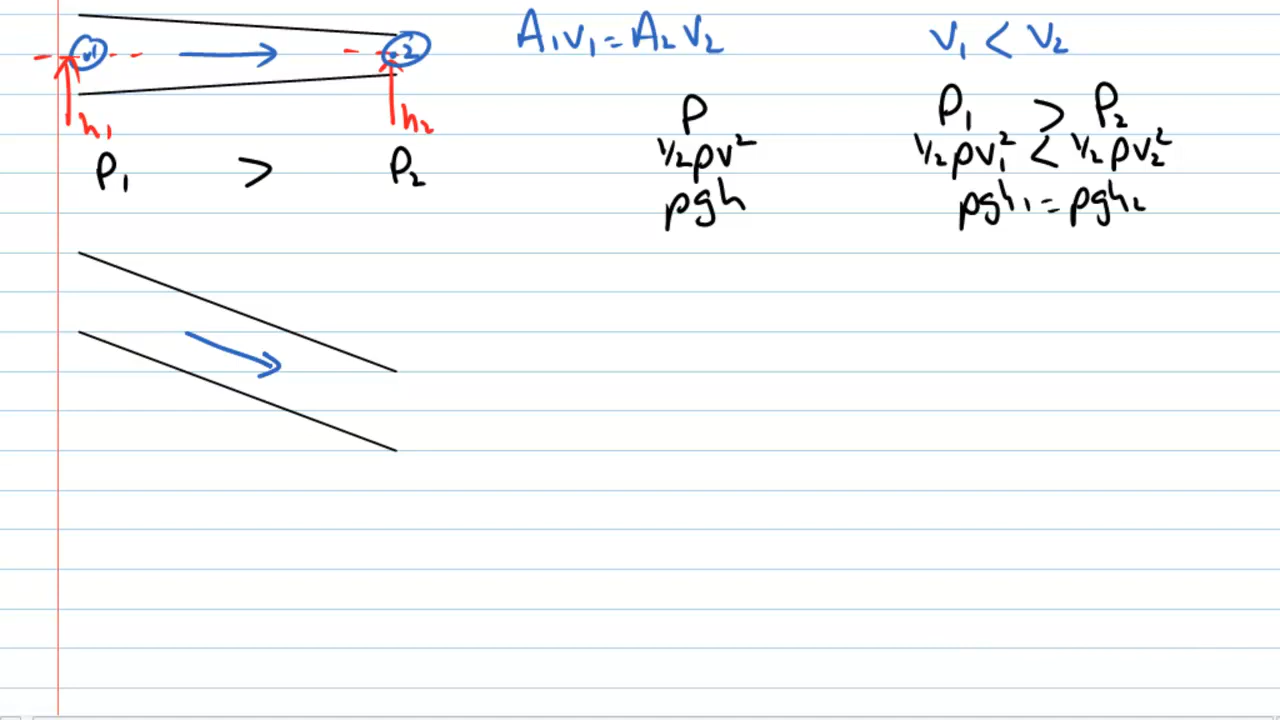 A₁v₁ = A₂v₂
v₁ < v₂
1
2
h₁
h₂
P₁ > P₂
P
½ρv²
ρgh
P₁ > P₂
½ρv₁² < ½ρv₂²
ρgh₁ = ρgh₂